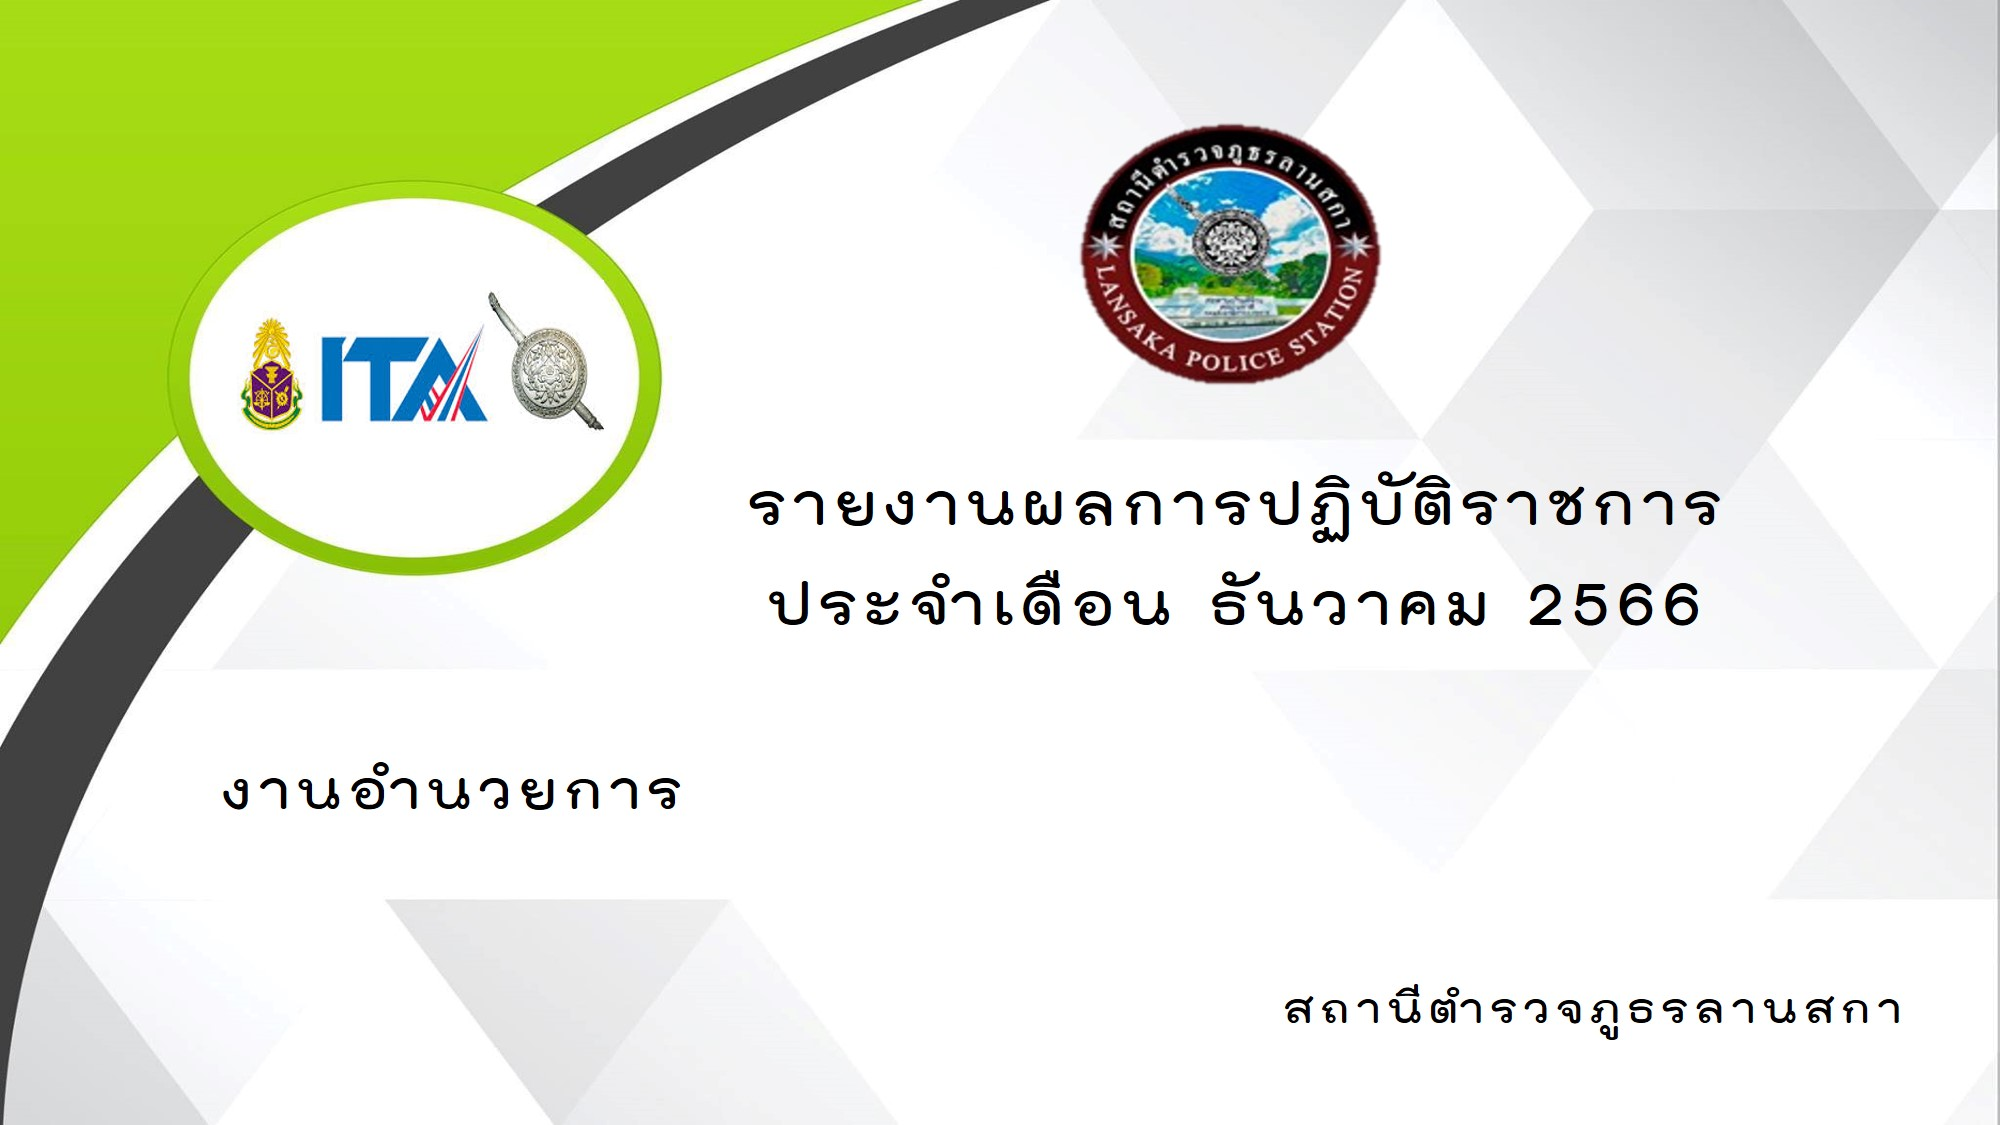 สถานีตำรวจภูธรลานสกา
LANSAKA POLICE STATION
ITA
รายงานผลการปฏิบัติราชการ
ประจำเดือน ธันวาคม 2566
งานอำนวยการ
สถานีตำรวจภูธรลานสกา